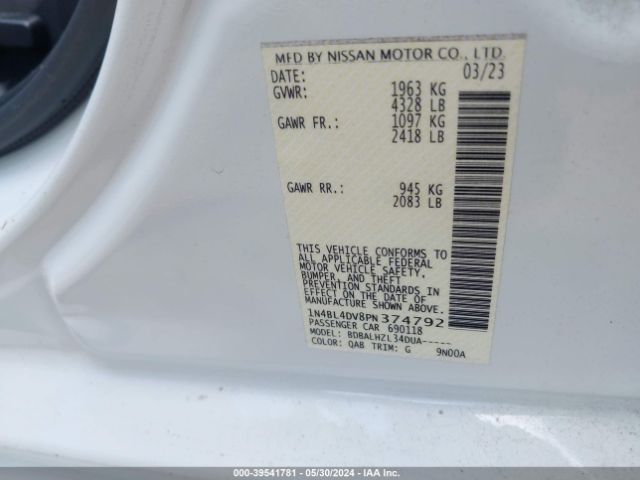 MFD BY NISSAN MOTOR CO., LTD.
DATE: 03/23
GVWR: 1963 KG
4328 LB
GAWR FR.: 1097 KG
2418 LB
GAWR RR.: 945 KG
2083 LB
THIS VEHICLE CONFORMS TO
ALL APPLICABLE FEDERAL
MOTOR VEHICLE SAFETY,
BUMPER, AND THEFT
PREVENTION STANDARDS IN
EFFECT ON THE DATE OF
MANUFACTURE SHOWN ABOVE.
1N4BL4DV8PN374792
PASSENGER CAR 690118
MODEL: BDBALHZL34DUA-----
COLOR: QAB TRIM: G 9N00A
000-39541781 - 05/30/2024 - IAA Inc.